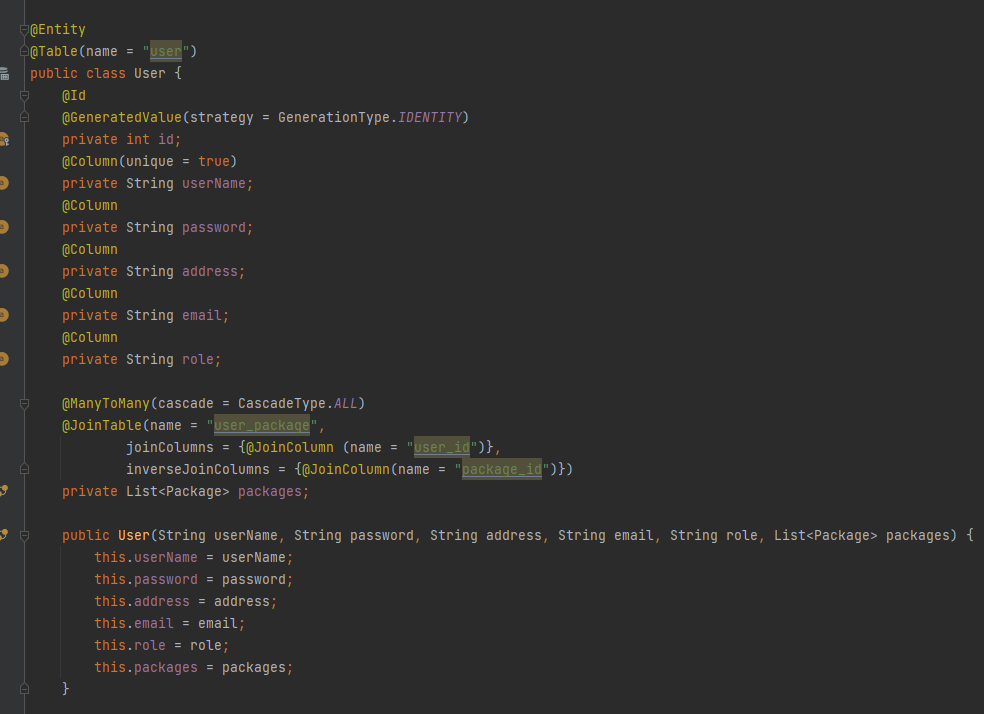 @Entity
@Table(name = "user")
public class User {
    @Id
    @GeneratedValue(strategy = GenerationType.IDENTITY)
    private int id;
    @Column(unique = true)
    private String userName;
    @Column
    private String password;
    @Column
    private String address;
    @Column
    private String email;
    @Column
    private String role;

    @ManyToMany(cascade = CascadeType.ALL)
    @JoinTable(name = "user_package",
            joinColumns = {@JoinColumn (name = "user_id")},
            inverseJoinColumns = {@JoinColumn(name = "package_id")})
    private List<Package> packages;

    public User(String userName, String password, String address, String email, String role, List<Package> packages) {
        this.userName = userName;
        this.password = password;
        this.address = address;
        this.email = email;
        this.role = role;
        this.packages = packages;
    }